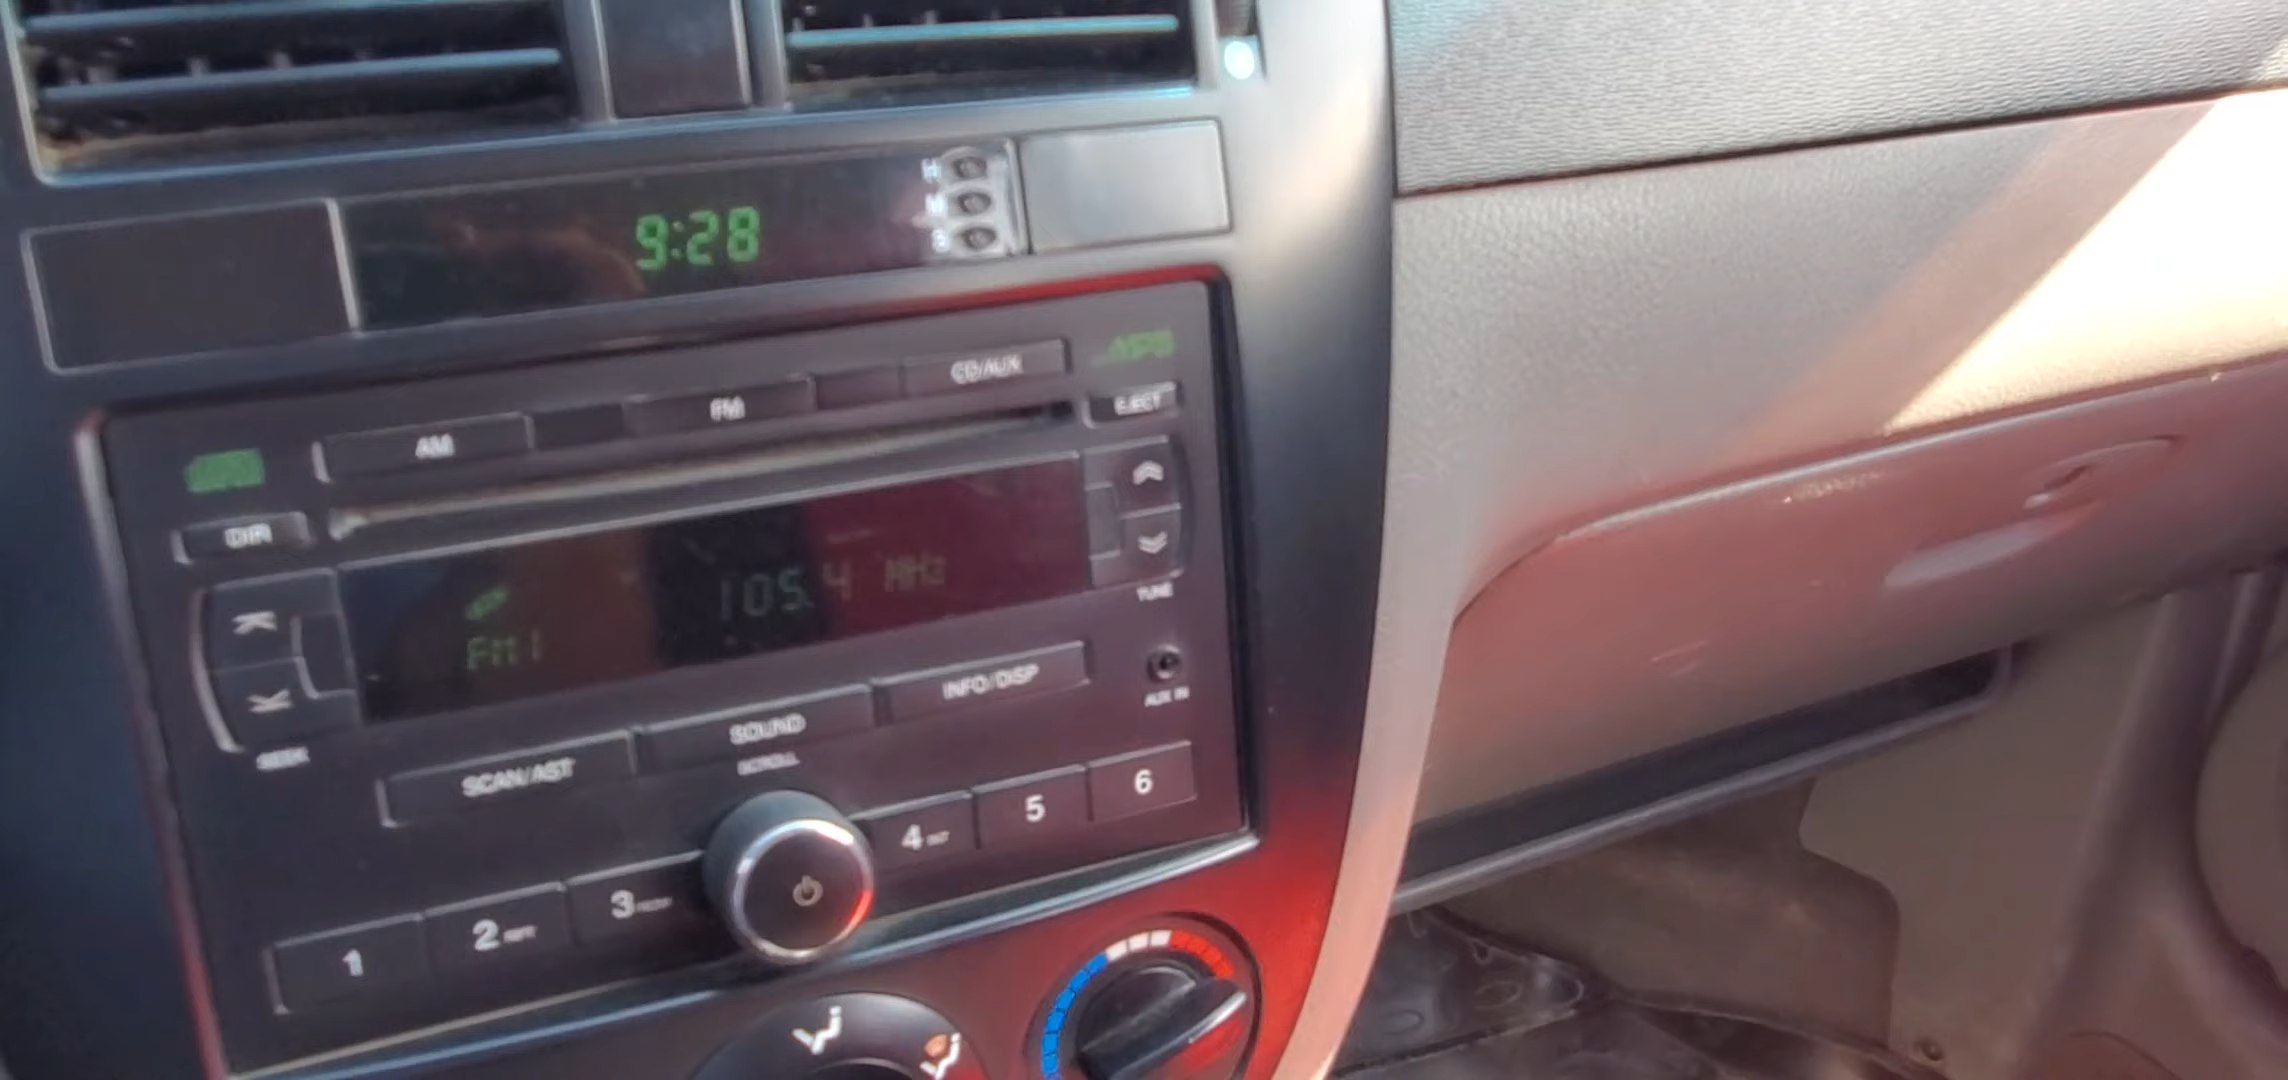 H
M
S
9:28
AM
FM
CD/AUX
EJECT
DIR
105.4 MHz
FM1
TUNE
SEEK
AUX IN
INFO/DISP
SOUND
SCROLL
SCAN/AST
1 2 3 4 5 6